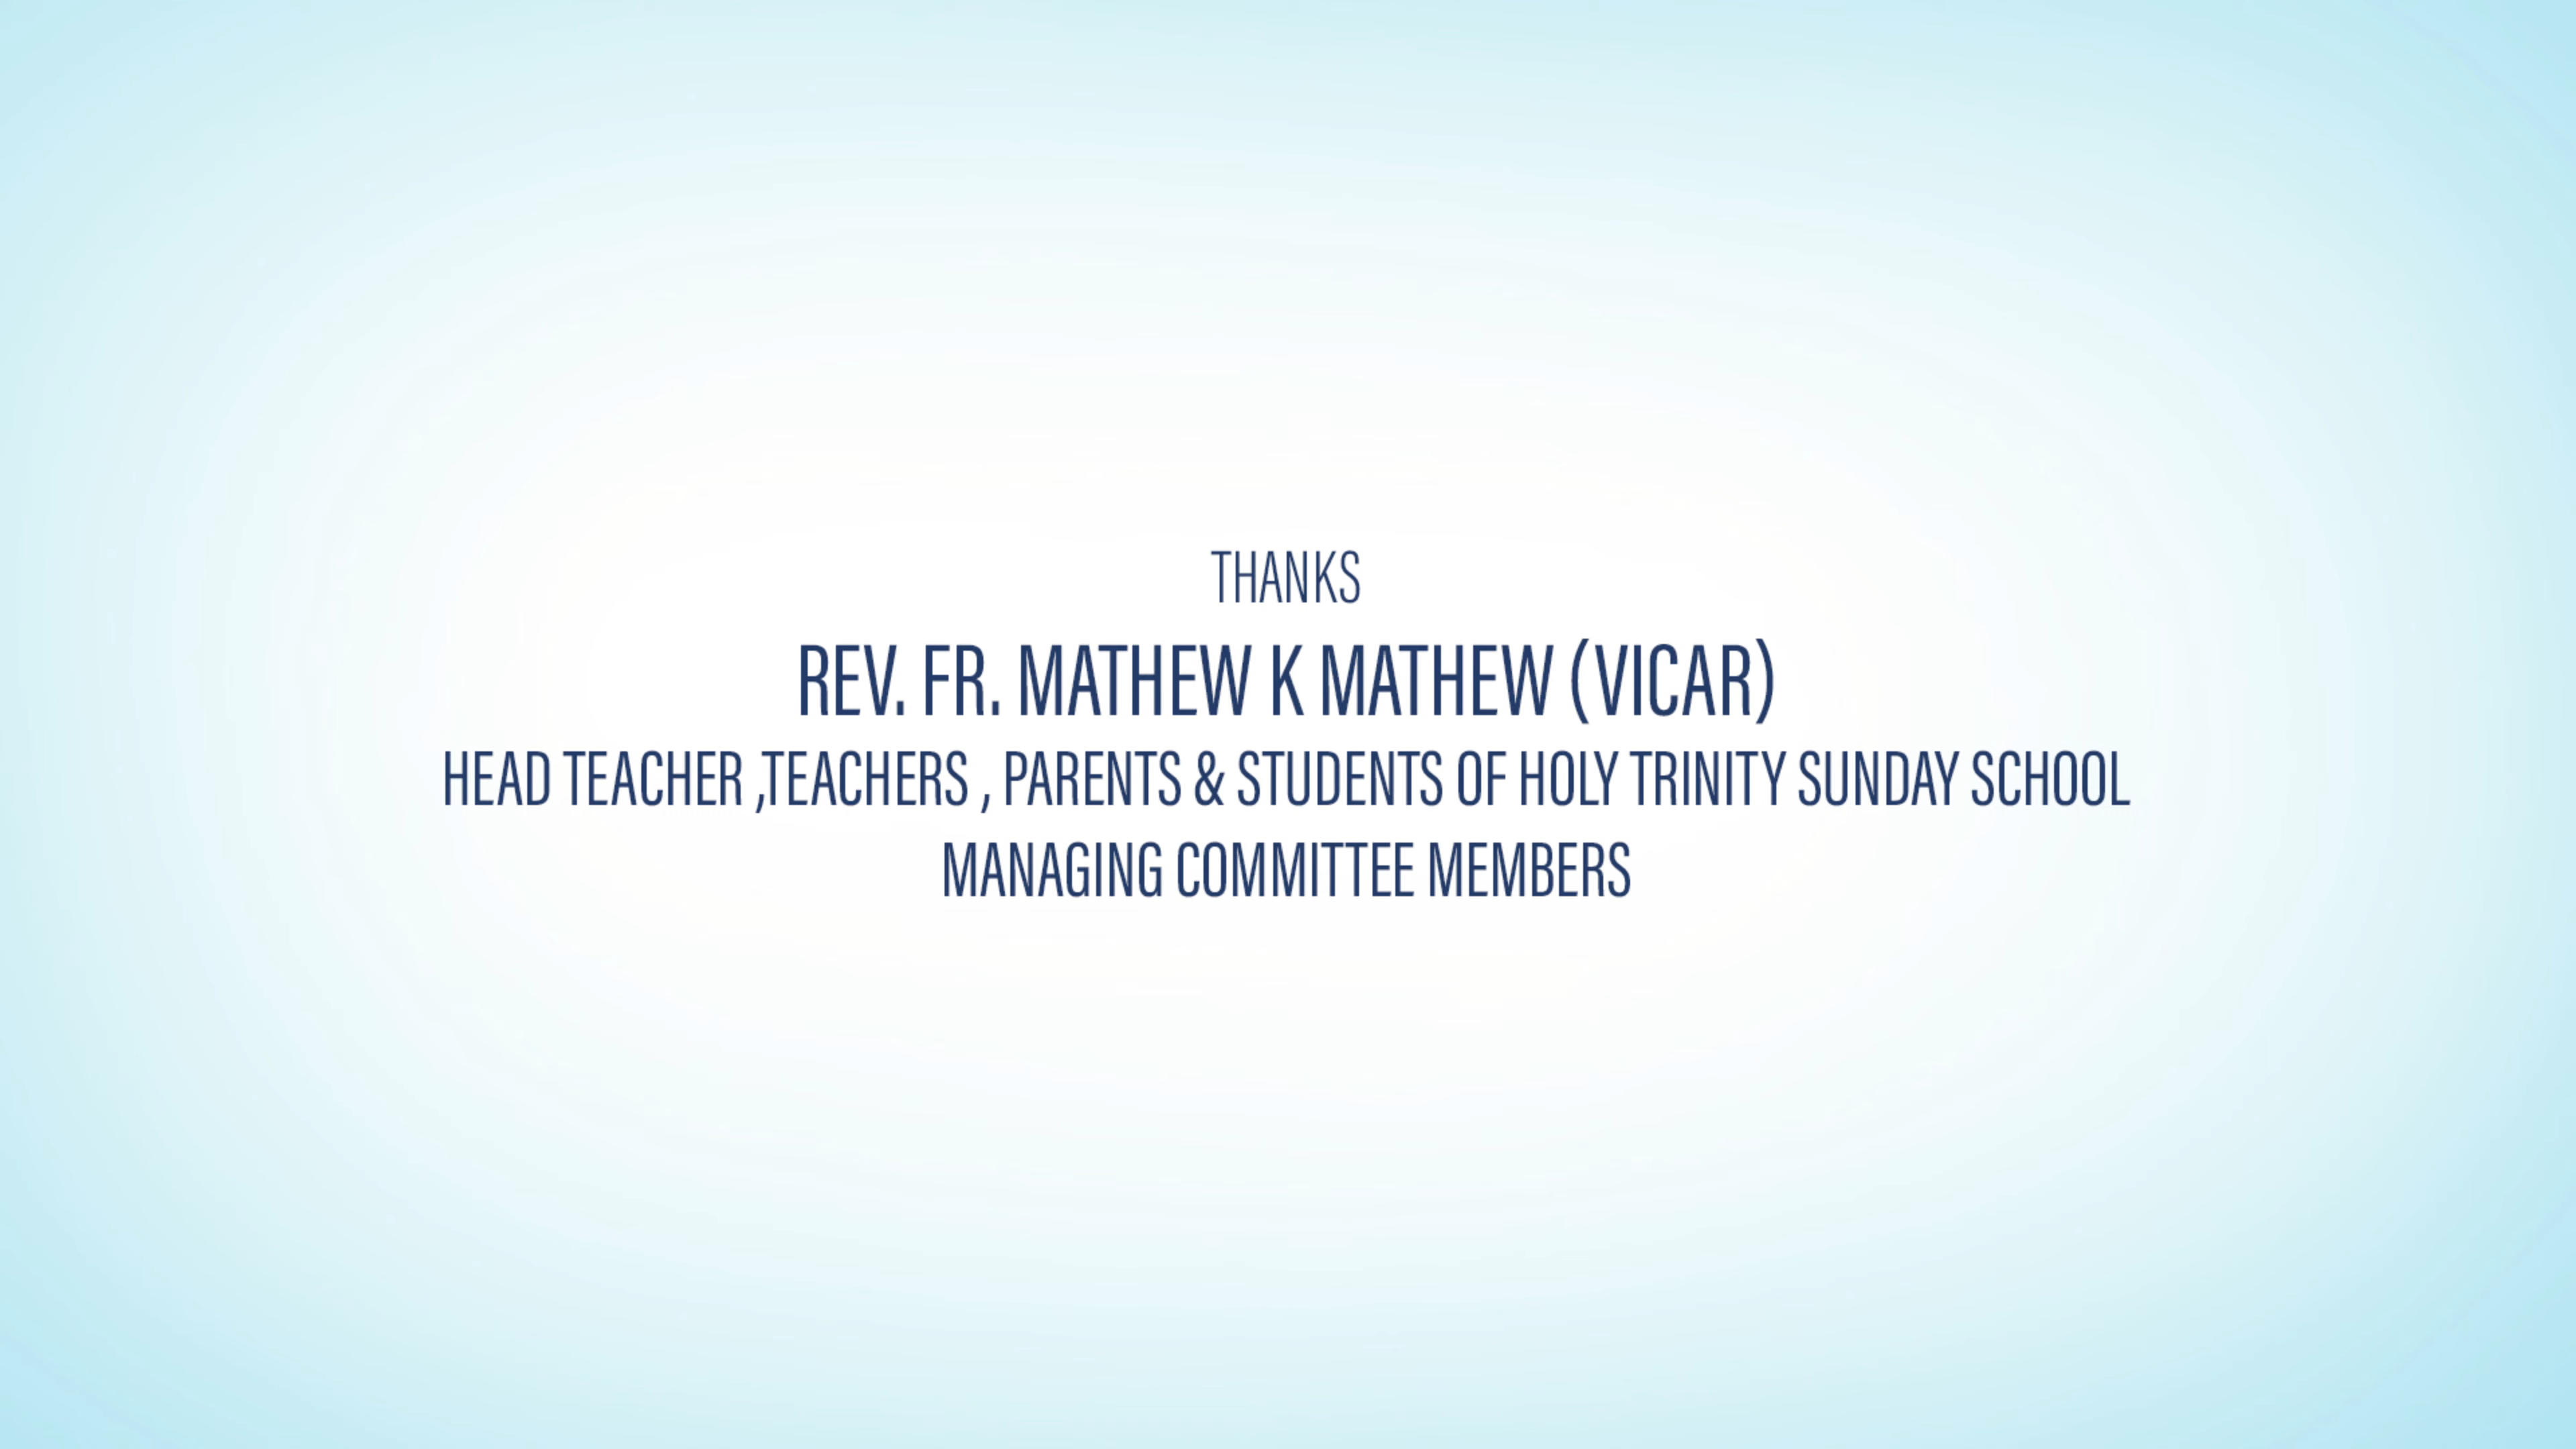 THANKS
REV. FR. MATHEW K MATHEW (VICAR)
HEAD TEACHER ,TEACHERS , PARENTS & STUDENTS OF HOLY TRINITY SUNDAY SCHOOL
MANAGING COMMITTEE MEMBERS